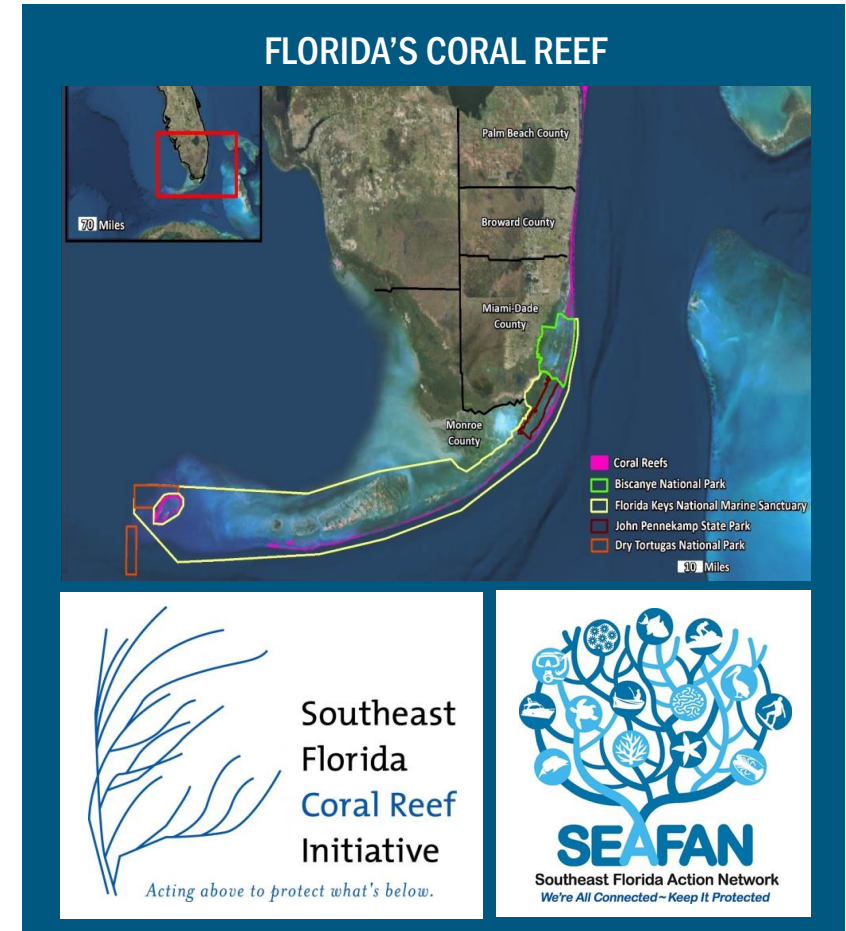 FLORIDA'S CORAL REEF
70 Miles
Palm Beach County
Broward County
Miami-Dade
County
Monroe
County
Coral Reefs
Biscanye National Park
Florida Keys National Marine Sanctuary
John Pennekamp State Park
Dry Tortugas National Park
10 Miles
Southeast
Florida
Coral Reef
Initiative
Acting above to protect what's below.
SEAFAN
Southeast Florida Action Network
We're All Connected~Keep It Protected